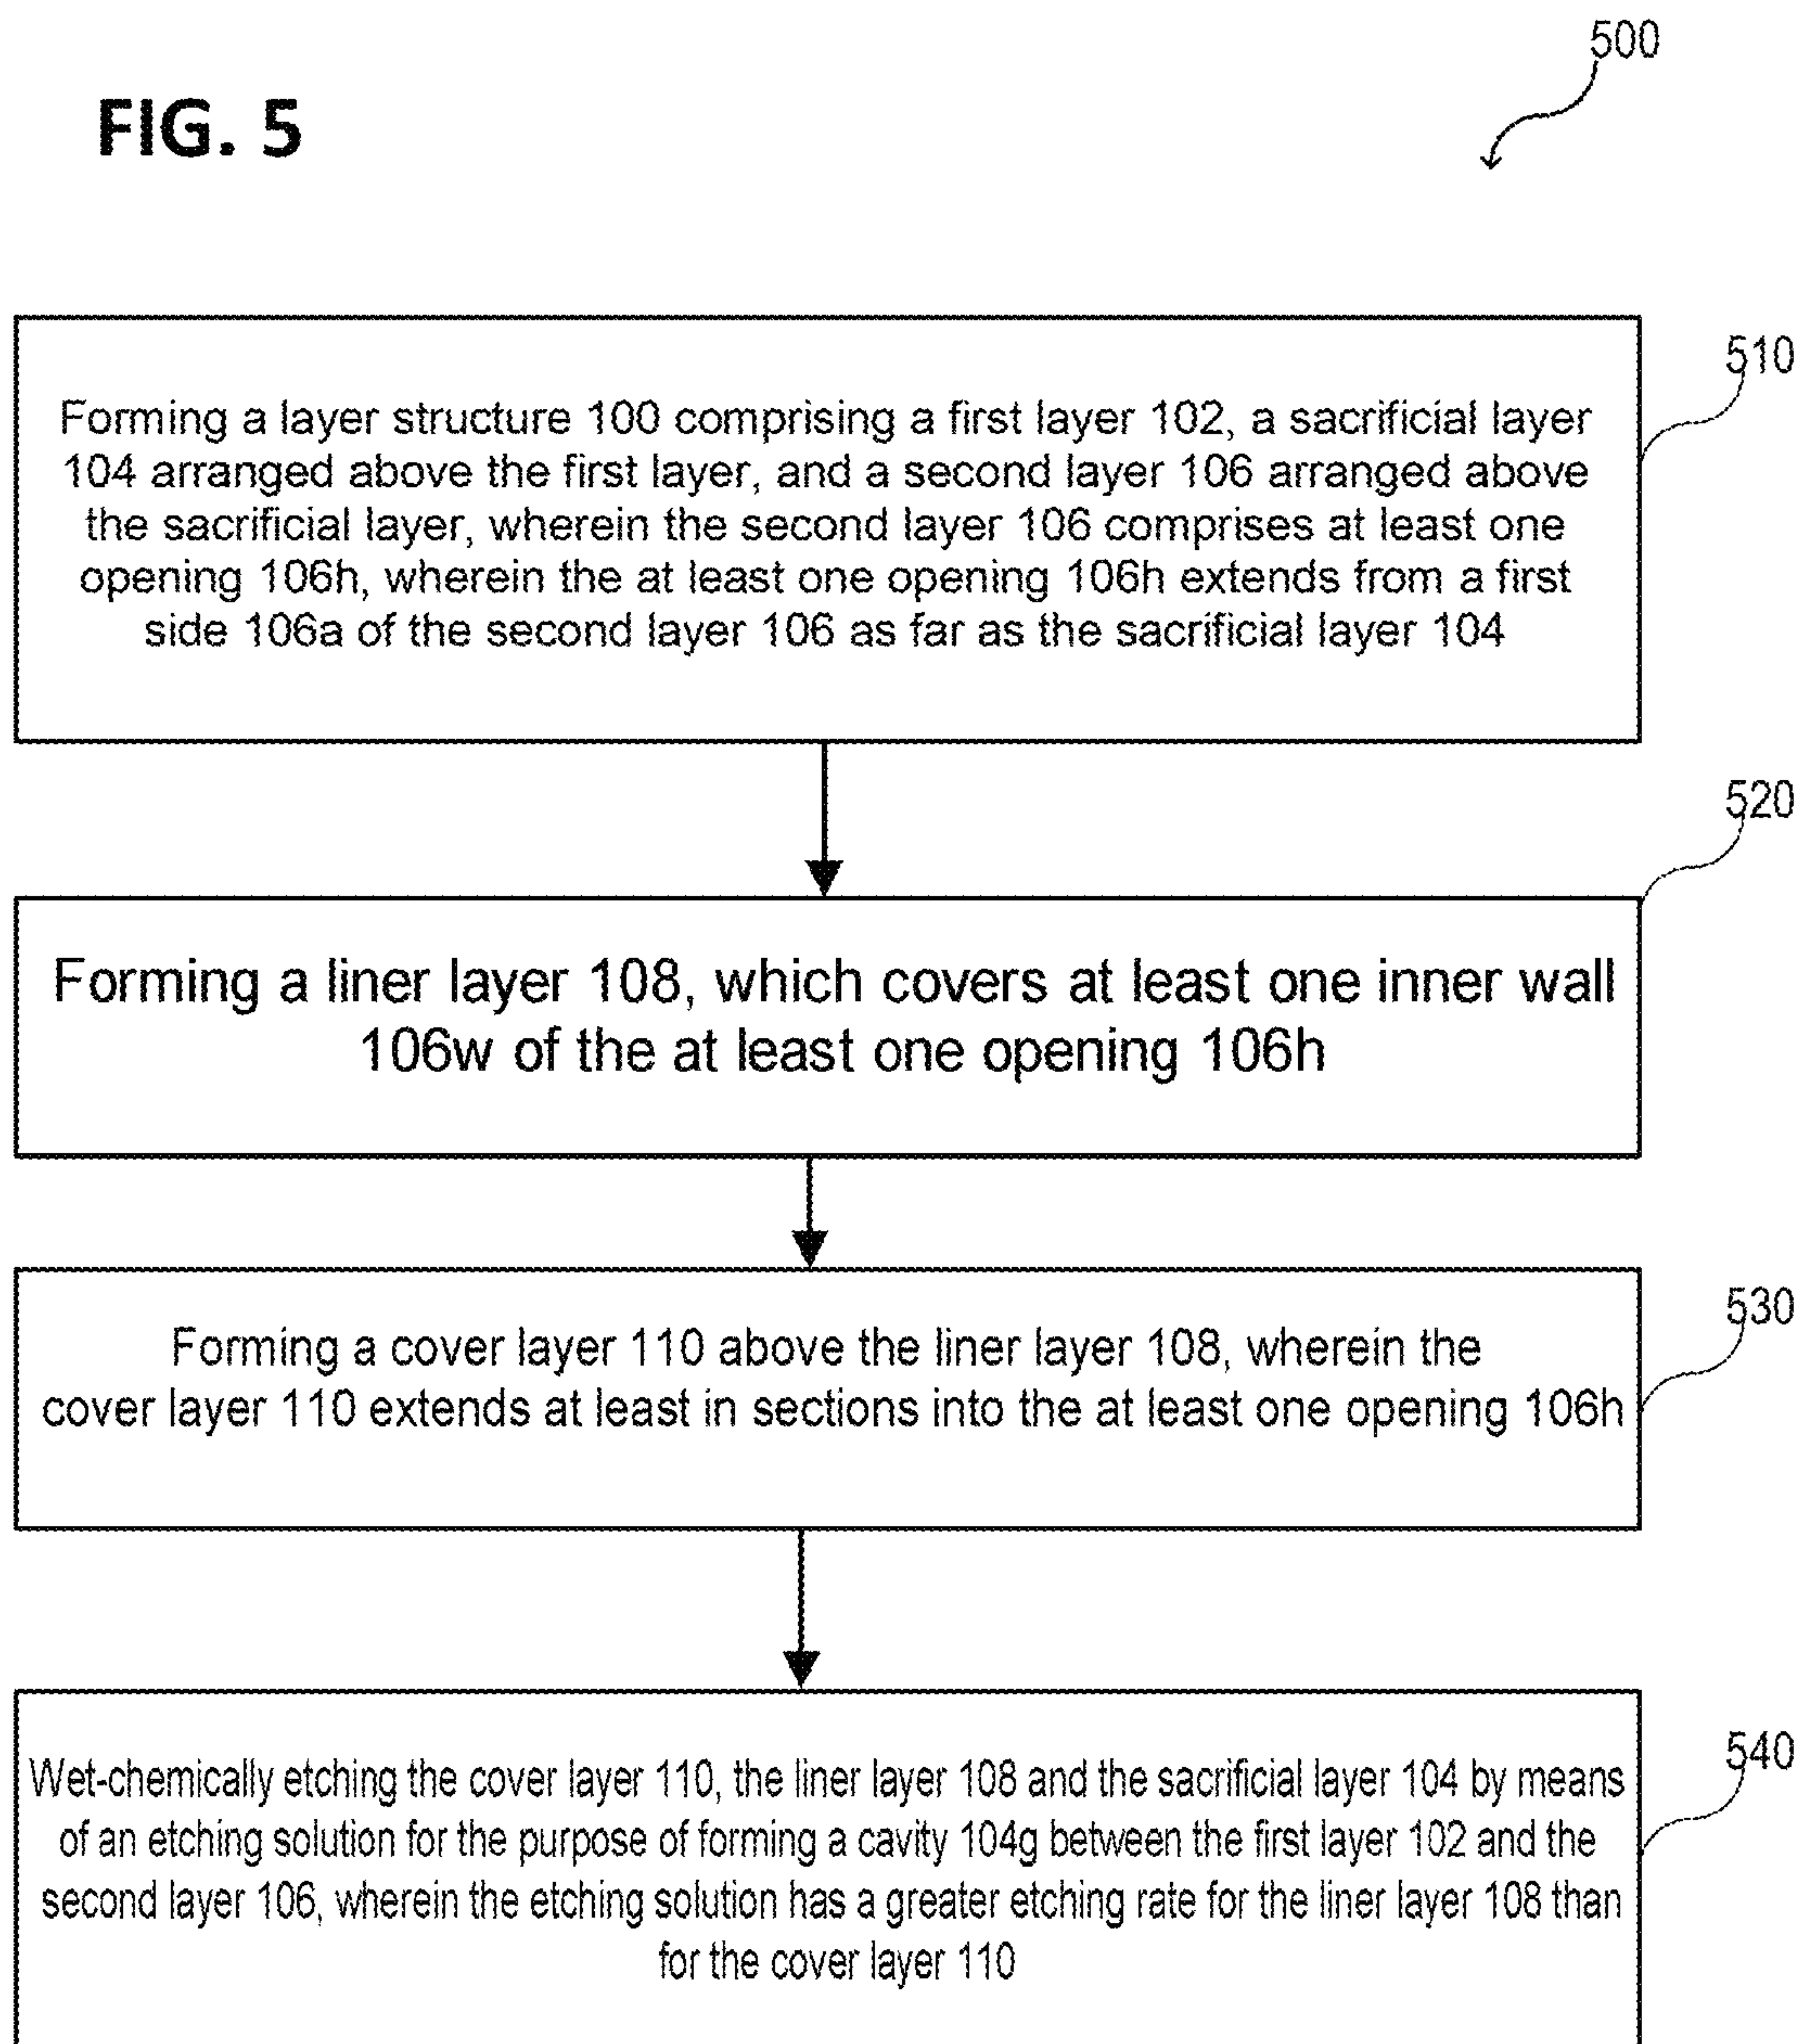 500
FIG. 5
510
Forming a layer structure 100 comprising a first layer 102, a sacrificial layer
104 arranged above the first layer, and a second layer 106 arranged above
the sacrificial layer, wherein the second layer 106 comprises at least one
opening 106h, wherein the at least one opening 106h extends from a first
side 106a of the second layer 106 as far as the sacrificial layer 104
520
Forming a liner layer 108, which covers at least one inner wall
106w of the at least one opening 106h
530
Forming a cover layer 110 above the liner layer 108, wherein the
cover layer 110 extends at least in sections into the at least one opening 106h
540
Wet-chemically etching the cover layer 110, the liner layer 108 and the sacrificial layer 104 by means
of an etching solution for the purpose of forming a cavity 104g between the first layer 102 and the
second layer 106, wherein the etching solution has a greater etching rate for the liner layer 108 than
for the cover layer 110